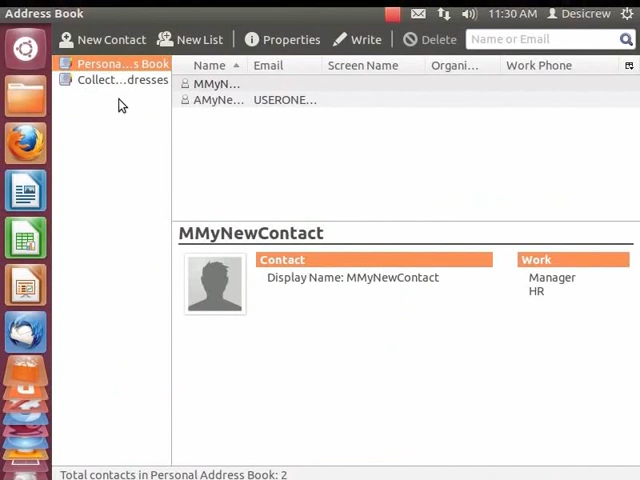 Address Book
11:30 AM
Desicrew
New Contact
New List
Properties
Write
Delete
Name or Email
Persona...s Book
Collect...dresses
Name
Email
Screen Name
Organi...
Work Phone
MMyN...
AMyNe...
USERONE...
MMyNewContact
Contact
Work
Display Name: MMyNewContact
Manager
HR
Total contacts in Personal Address Book: 2